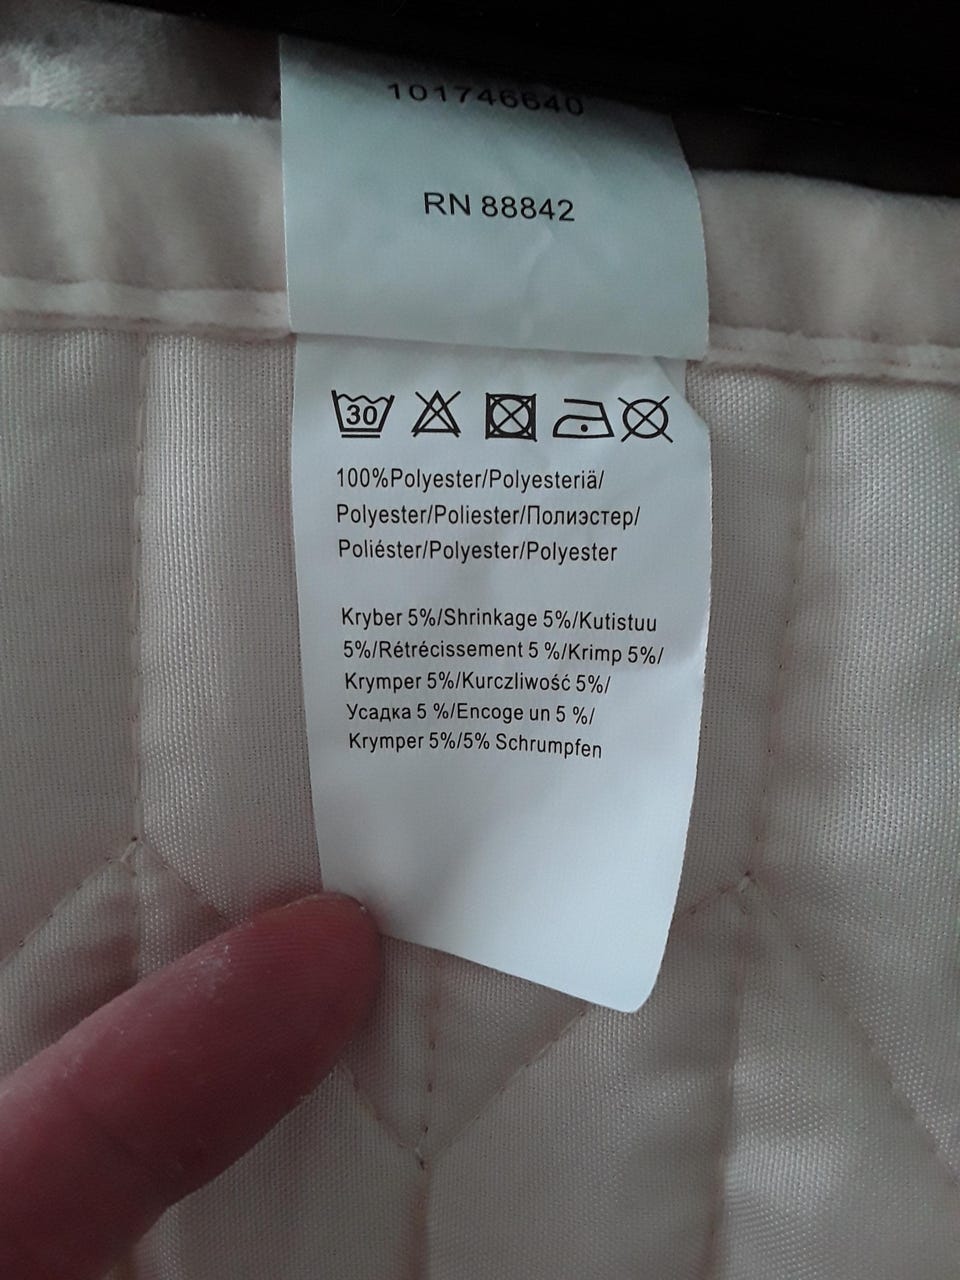 101746640
RN 88842
30
100%Polyester/Polyesteriä/
Polyester/Poliester/Полиэстер/
Poliéster/Polyester/Polyester
Kryber 5%/Shrinkage 5%/Kutistuu
5%/Rétrécissement 5 %/Krimp 5%/
Krymper 5%/Kurczliwość 5%/
Усадка 5 %/Encoge un 5 %/
Krymper 5%/5% Schrumpfen